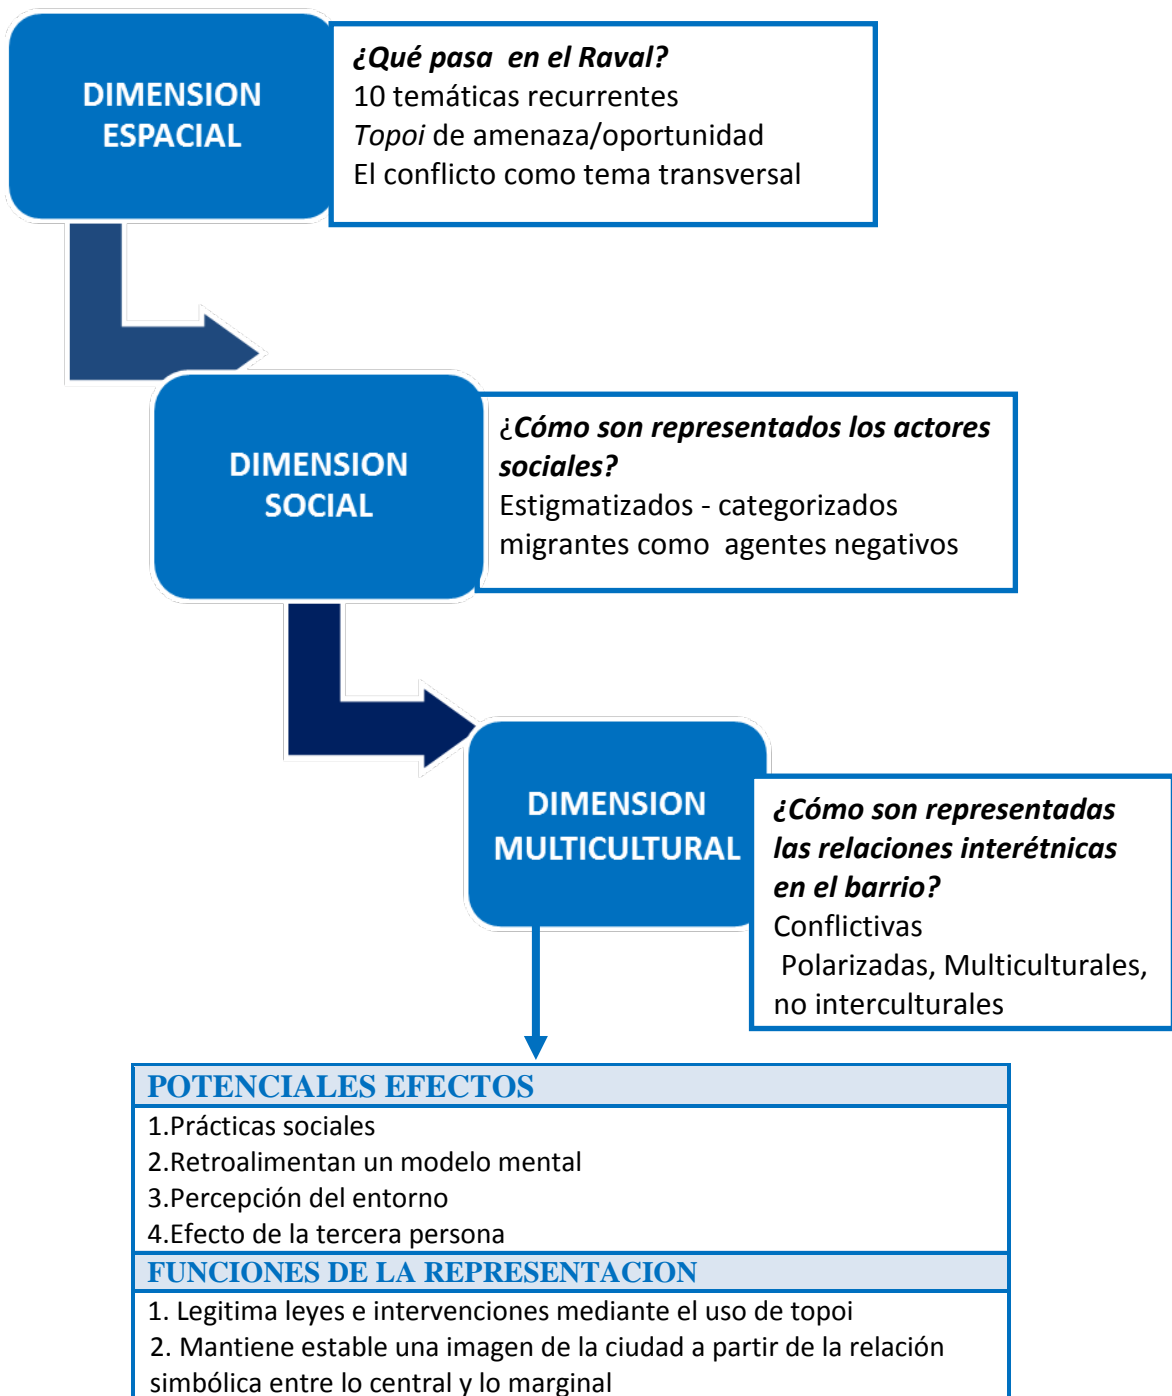 DIMENSION
ESPACIAL
¿Qué pasa en el Raval?
10 temáticas recurrentes
Topoi de amenaza/oportunidad
El conflicto como tema transversal
DIMENSION
SOCIAL
¿Cómo son representados los actores
sociales?
Estigmatizados - categorizados
migrantes como agentes negativos
DIMENSION
MULTICULTURAL
¿Cómo son representadas
las relaciones interétnicas
en el barrio?
Conflictivas
Polarizadas, Multiculturales,
no interculturales
POTENCIALES EFECTOS
1.Prácticas sociales
2.Retroalimentan un modelo mental
3.Percepción del entorno
4.Efecto de la tercera persona
FUNCIONES DE LA REPRESENTACION
1. Legitima leyes e intervenciones mediante el uso de topoi
2. Mantiene estable una imagen de la ciudad a partir de la relación
simbólica entre lo central y lo marginal